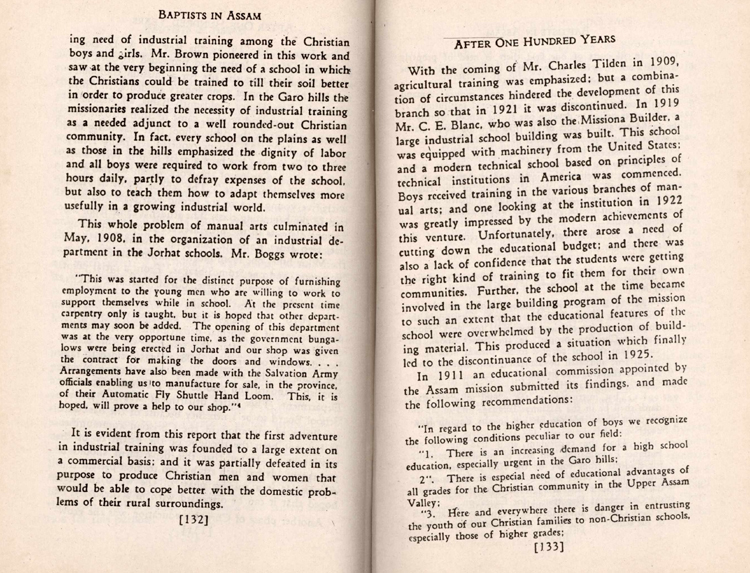 BAPTISTS IN ASSAM
ing need of industrial training among the Christian
boys and girls. Mr. Brown pioneered in this work and
saw at the very beginning the need of a school in which
the Christians could be trained to till their soil better
in order to produce greater crops. In the Garo hills the
missionaries realized the necessity of industrial training
as a needed adjunct to a well rounded-out Christian
community. In fact, every school on the plains as well
as those in the hills emphasized the dignity of labor
and all boys were required to work from two to three
hours daily, partly to defray expenses of the school,
but also to teach them how to adapt themselves more
usefully in a growing industrial world.
This whole problem of manual arts culminated in
May, 1908, in the organization of an industrial de-
partment in the Jorhat schools. Mr. Boggs wrote:
"This was started for the distinct purpose of furnishing
employment to the young men who are willing to work to
support themselves while in school. At the present time
carpentry only is taught, but it is hoped that other depart-
ments may soon be added. The opening of this department
was at the very opportune time, as the government bunga-
lows were being erected in Jorhat and our shop was given
the contract for making the doors and windows. . . .
Arrangements have also been made with the Salvation Army
officials enabling us to manufacture for sale, in the province,
of their Automatic Fly Shuttle Hand Loom. This, it is
hoped, will prove a help to our shop."⁴
It is evident from this report that the first adventure
in industrial training was founded to a large extent on
a commercial basis; and it was partially defeated in its
purpose to produce Christian men and women that
would be able to cope better with the domestic prob-
lems of their rural surroundings.
[132]
AFTER ONE HUNDRED YEARS
With the coming of Mr. Charles Tilden in 1909,
agricultural training was emphasized; but a combina-
tion of circumstances hindered the development of this
branch so that in 1921 it was discontinued. In 1919
Mr. C. E. Blanc, who was also the Missiona Builder, a
large industrial school building was built. This school
was equipped with machinery from the United States;
and a modern technical school based on principles of
technical institutions in America was commenced.
Boys received training in the various branches of man-
ual arts; and one looking at the institution in 1922
was greatly impressed by the modern achievements of
this venture. Unfortunately, there arose a need of
cutting down the educational budget; and there was
also a lack of confidence that the students were getting
the right kind of training to fit them for their own
communities. Further, the school at the time became
involved in the large building program of the mission
to such an extent that the educational features of the
school were overwhelmed by the production of build-
ing material. This produced a situation which finally
led to the discontinuance of the school in 1925.
In 1911 an educational commission appointed by
the Assam mission submitted its findings, and made
the following recommendations:
"In regard to the higher education of boys we recognize
the following conditions peculiar to our field:
"1. There is an increasing demand for a high school
education, especially urgent in the Garo hills;
2". There is especial need of educational advantages of
all grades for the Christian community in the Upper Assam
Valley;
"3. Here and everywhere there is danger in entrusting
the youth of our Christian families to non-Christian schools,
especially those of higher grades;
[133]